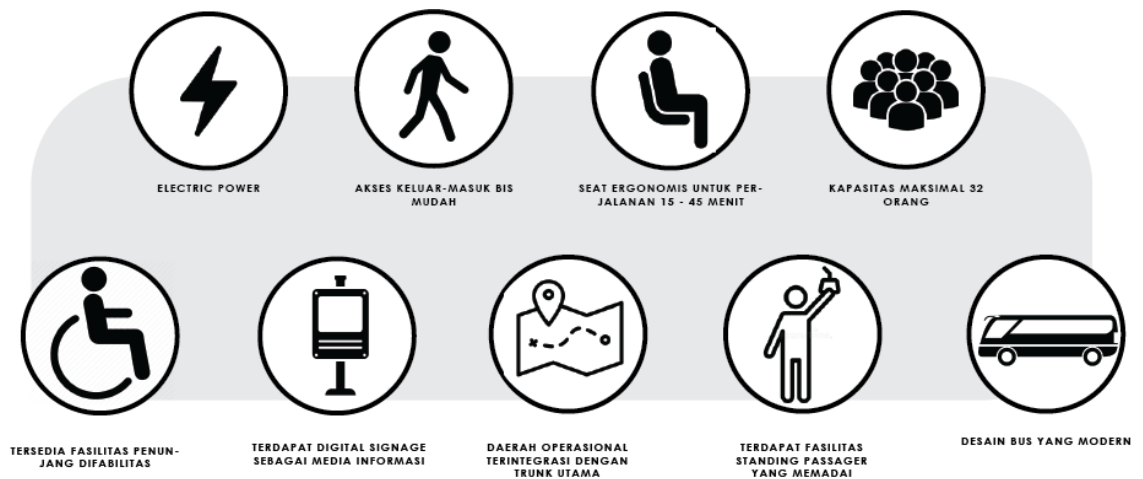 ELECTRIC POWER
AKSES KELUAR-MASUK BIS
MUDAH
SEAT ERGONOMIS UNTUK PER-
JALANAN 15 - 45 MENIT
KAPASITAS MAKSIMAL 32
ORANG
TERSEDIA FASILITAS PENUN-
JANG DIFABILITAS
TERDAPAT DIGITAL SIGNAGE
SEBAGAI MEDIA INFORMASI
DAERAH OPERASIONAL
TERINTEGRASI DENGAN
TRUNK UTAMA
TERDAPAT FASILITAS
STANDING PASSAGER
YANG MEMADAI
DESAIN BUS YANG MODERN